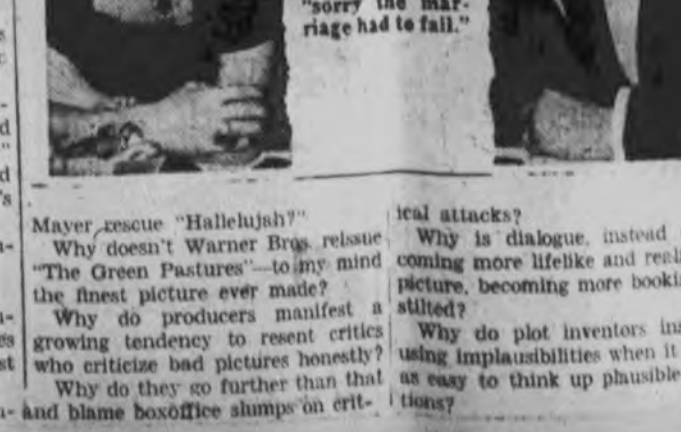 "sorry the mar-
riage had to fail."
Mayer rescue "Hallelujah?"
Why doesn't Warner Bros. reissue
"The Green Pastures"—to my mind
the finest picture ever made?
Why do producers manifest a
growing tendency to resent critics
who criticize bad pictures honestly?
Why do they go further than that
and blame boxoffice slumps on crit-
ical attacks?
Why is dialogue, instead
coming more lifelike and reali
picture, becoming more bookis
stilted?
Why do plot inventors ins
using implausibilities when it
as easy to think up plausible
tions?